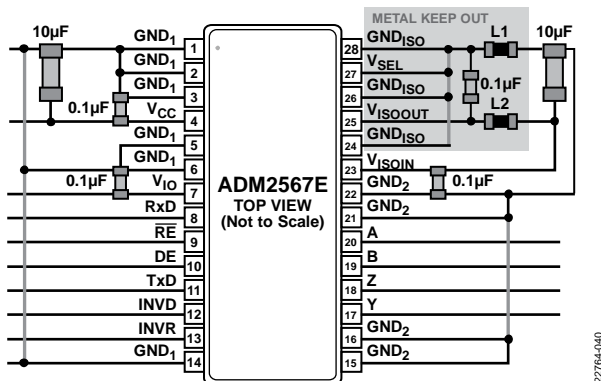 METAL KEEP OUT
10µF
GND1
1
GND1
2
GND1
3
0.1µF
VCC
4
GND1
5
GND1
6
0.1µF
VIO
7
RxD
8
RE
9
DE
10
TxD
11
INVD
12
INVR
13
GND1
14
ADM2567E
TOP VIEW
(Not to Scale)
28
GNDISO
L1
10µF
27
VSEL
26
GNDISO
0.1µF
25
VISOOUT
L2
24
GNDISO
23
VISOIN
22
GND2
0.1µF
21
GND2
20
A
19
B
18
Z
17
Y
16
GND2
15
GND2
22764-040